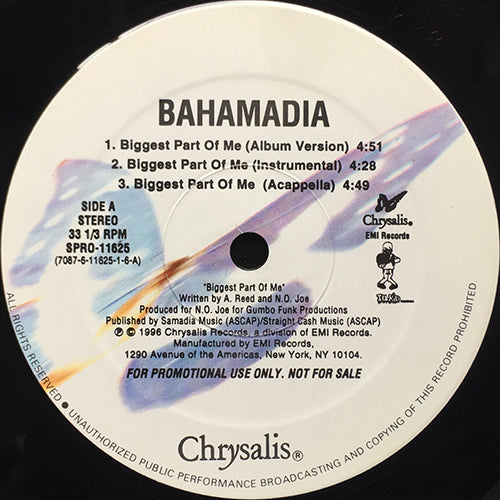 BAHAMADIA
1. Biggest Part Of Me (Album Version) 4:51
2. Biggest Part Of Me (Instrumental) 4:28
3. Biggest Part Of Me (Acappella) 4:49
SIDE A
STEREO
33 1/3 RPM
SPRO-11625
(7087-6-11625-1-6-A)
Chrysalis®
EMI Records
"Biggest Part Of Me"
Written by A. Reed and N.O. Joe
Produced for N.O. Joe for Gumbo Funk Productions
Published by Samadia Music (ASCAP)/Straight Cash Music (ASCAP)
℗ © 1996 Chrysalis Records, a division of EMI Records.
Manufactured by EMI Records,
1290 Avenue of the Americas, New York, NY 10104.
FOR PROMOTIONAL USE ONLY. NOT FOR SALE
Chrysalis®
ALL RIGHTS RESERVED ● UNAUTHORIZED PUBLIC PERFORMANCE BROADCASTING AND COPYING OF THIS RECORD PROHIBITED.